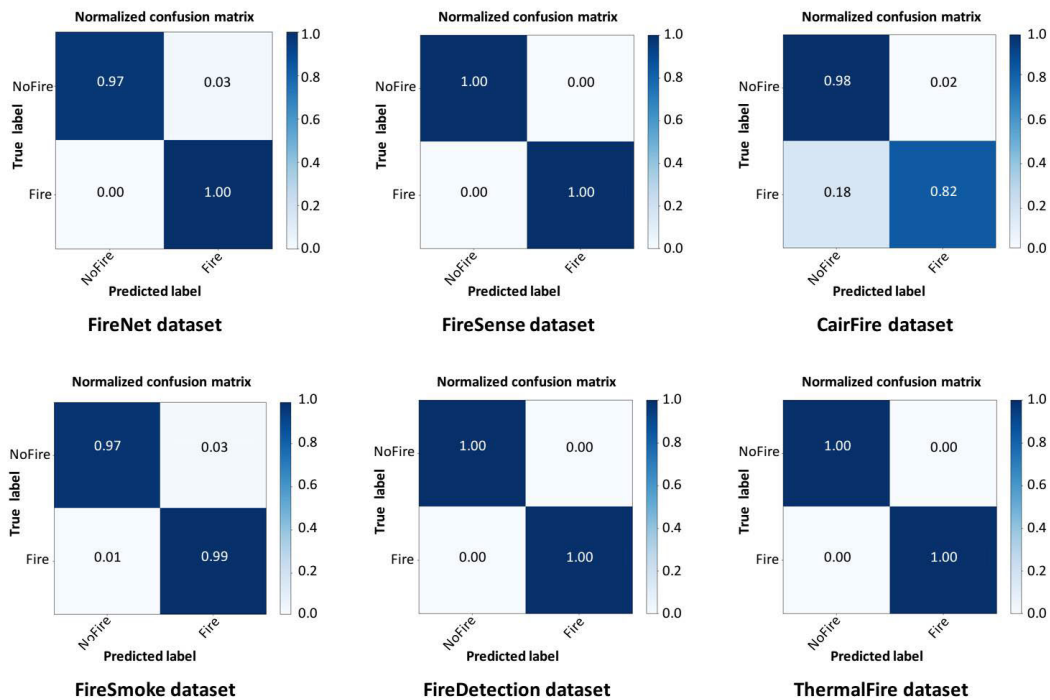 Normalized confusion matrix
1.0
NoFire
0.97
0.03
0.8
0.6
True label
0.4
Fire
0.00
1.00
0.2
0.0
NoFire
Fire
Predicted label
FireNet dataset
Normalized confusion matrix
1.0
NoFire
1.00
0.00
0.8
0.6
True label
0.4
Fire
0.00
1.00
0.2
0.0
NoFire
Fire
Predicted label
FireSense dataset
Normalized confusion matrix
1.0
NoFire
0.98
0.02
0.8
0.6
True label
0.4
Fire
0.18
0.82
0.2
0.0
NoFire
Fire
Predicted label
CairFire dataset
Normalized confusion matrix
1.0
NoFire
0.97
0.03
0.8
0.6
True label
0.4
Fire
0.01
0.99
0.2
0.0
NoFire
Fire
Predicted label
FireSmoke dataset
Normalized confusion matrix
1.0
NoFire
1.00
0.00
0.8
0.6
True label
0.4
Fire
0.00
1.00
0.2
0.0
NoFire
Fire
Predicted label
FireDetection dataset
Normalized confusion matrix
1.0
NoFire
1.00
0.00
0.8
0.6
True label
0.4
Fire
0.00
1.00
0.2
0.0
NoFire
Fire
Predicted label
ThermalFire dataset